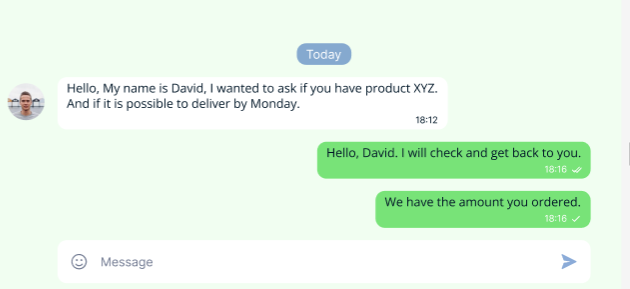 Today
Hello, My name is David, I wanted to ask if you have product XYZ.
And if it is possible to deliver by Monday.
18:12
Hello, David. I will check and get back to you.
18:16
We have the amount you ordered.
18:16
Message